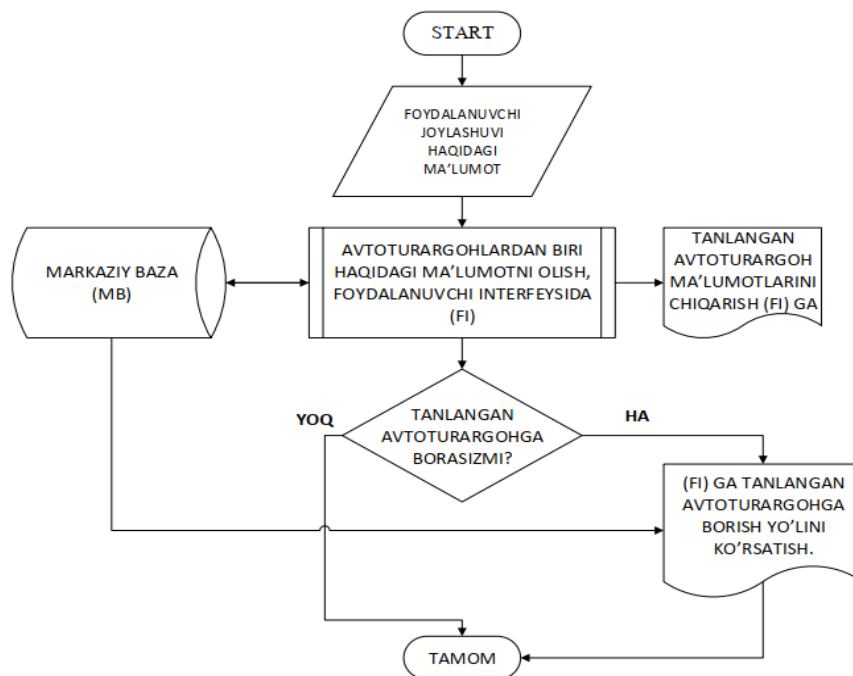 START
FOYDALANUVCHI
JOYLASHUVI
HAQIDAGI
MA'LUMOT
MARKAZIY BAZA
(MB)
AVTOTURARGOHLARDAN BIRI
HAQIDAGI MA'LUMOTNI OLISH,
FOYDALANUVCHI INTERFEYSIDA
(FI)
TANLANGAN
AVTOTURARGOH
MA'LUMOTLARINI
CHIQARISH (FI) GA
YOQ
TANLANGAN
AVTOTURARGOHGA
BORASIZMI?
HA
(FI) GA TANLANGAN
AVTOTURARGOHGA
BORISH YO'LINI
KO'RSATISH.
TAMOM